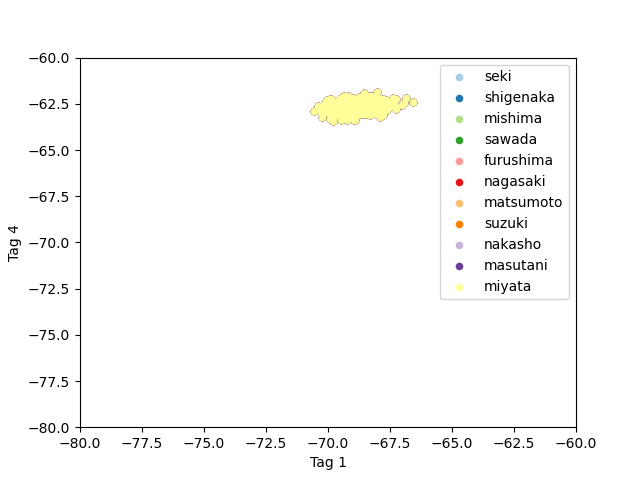 −60.0
−62.5
−65.0
−67.5
−70.0
−72.5
−75.0
−77.5
−80.0
Tag 4
seki
shigenaka
mishima
sawada
furushima
nagasaki
matsumoto
suzuki
nakasho
masutani
miyata
−80.0 −77.5 −75.0 −72.5 −70.0 −67.5 −65.0 −62.5 −60.0
Tag 1